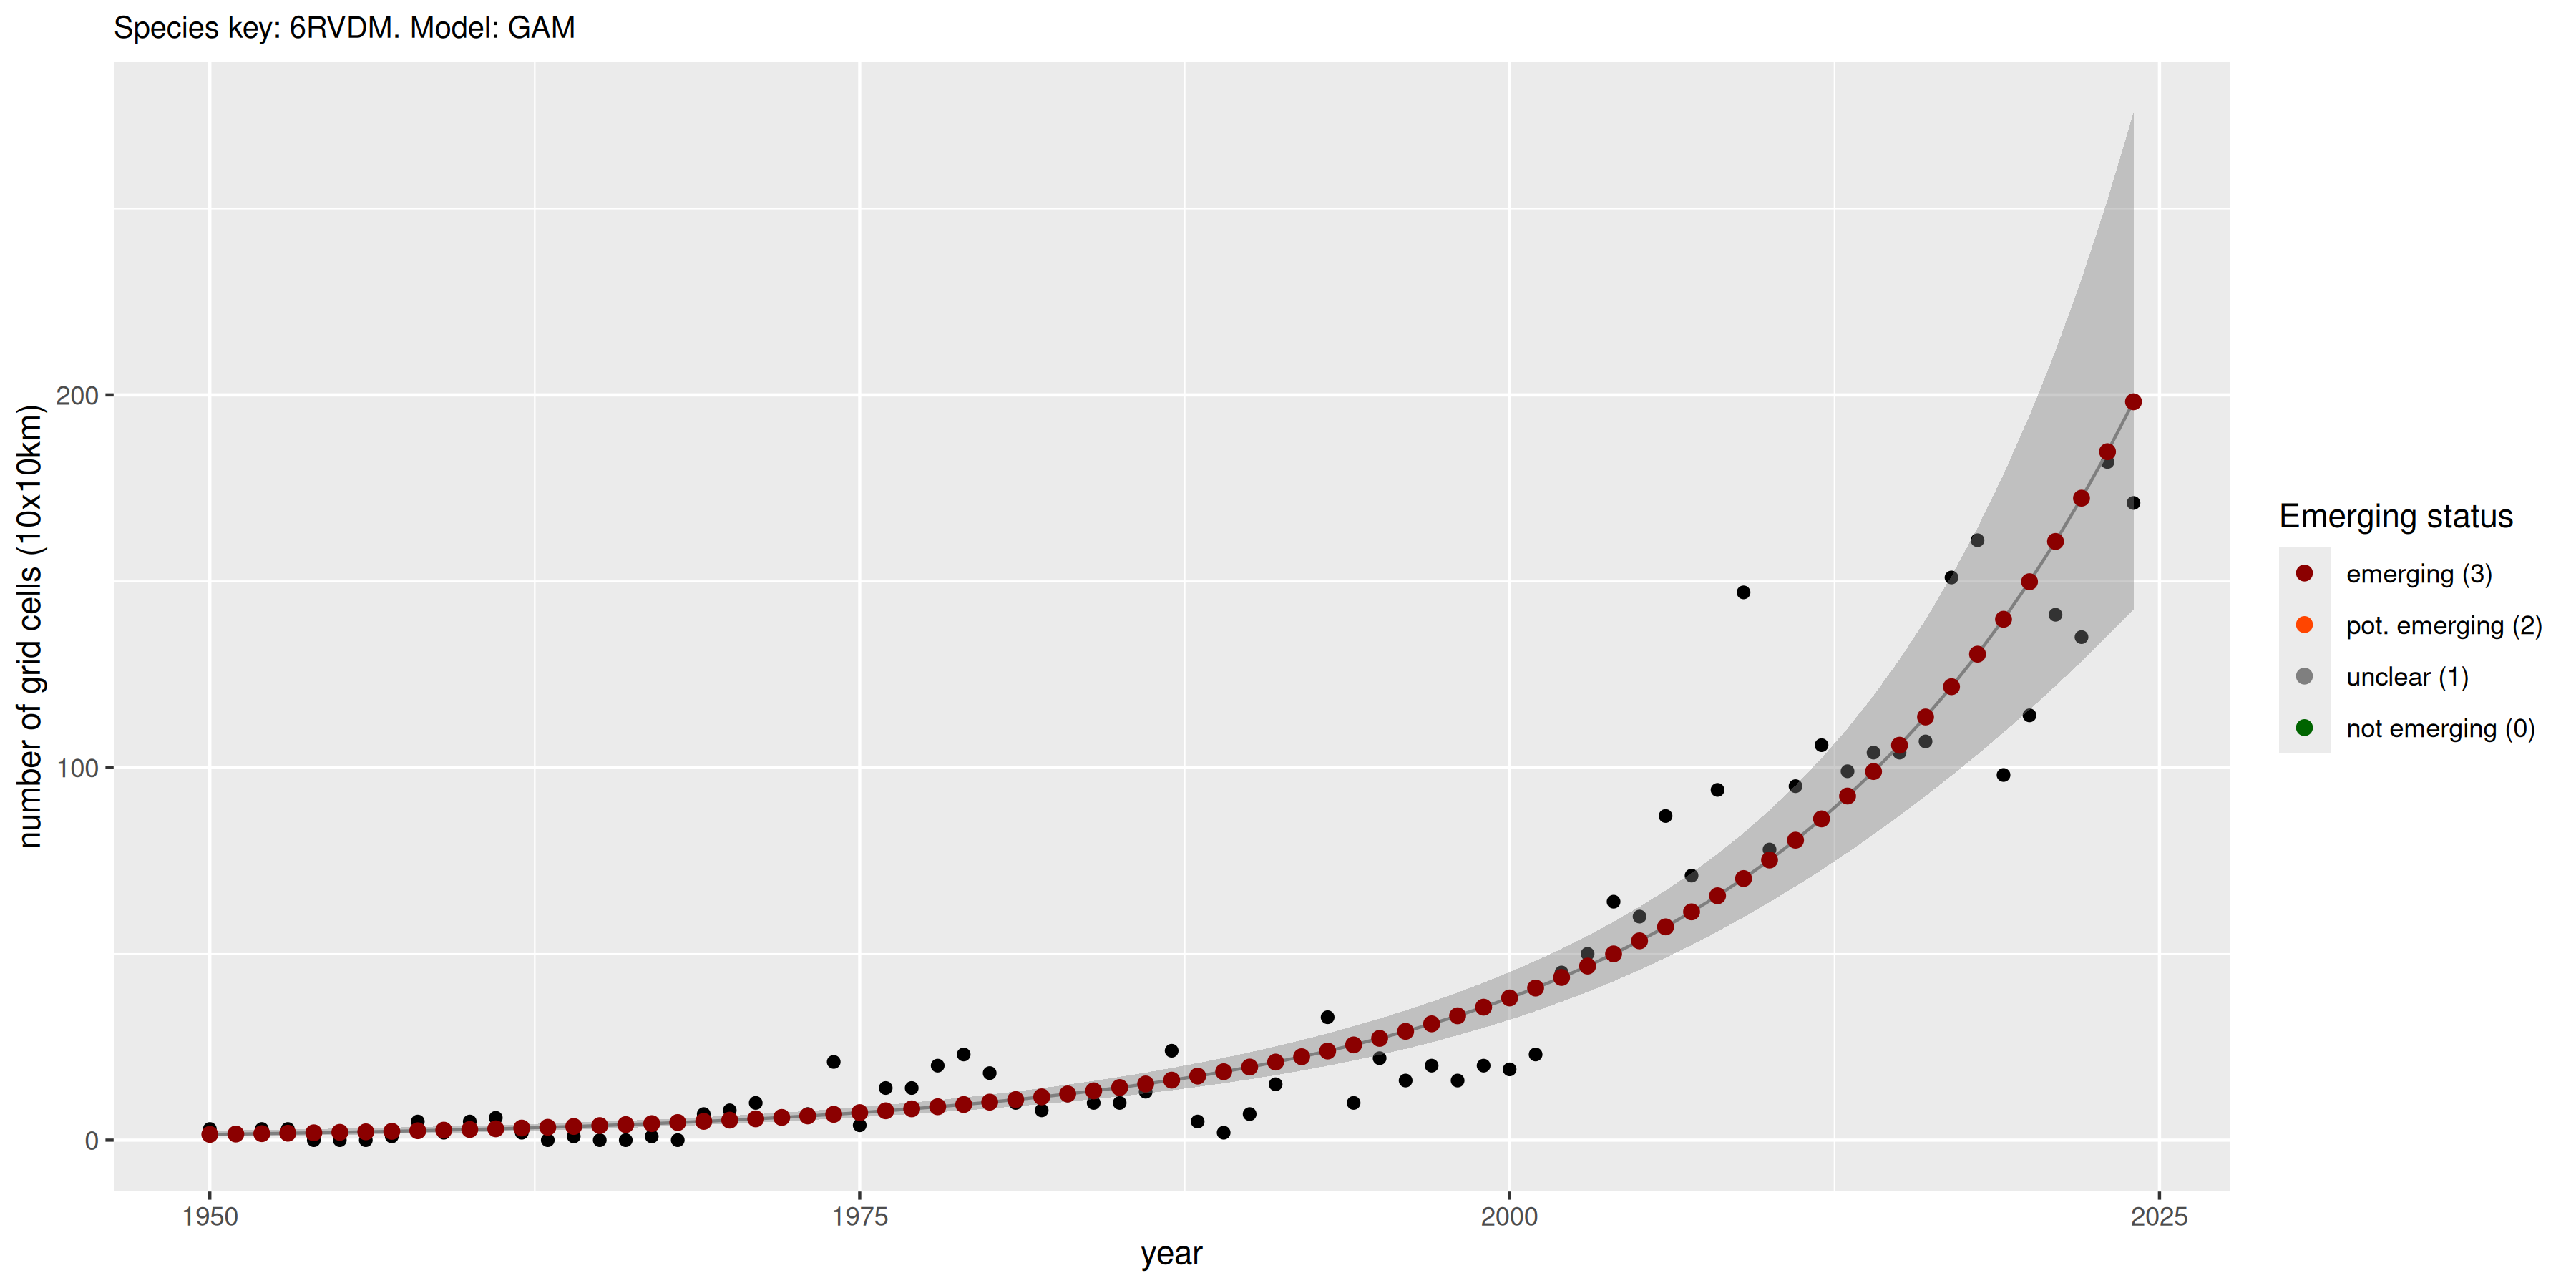 Species key: 6RVDM. Model: GAM
number of grid cells (10x10km)
200
100
0
1950
1975
2000
2025
year
Emerging status
emerging (3)
pot. emerging (2)
unclear (1)
not emerging (0)